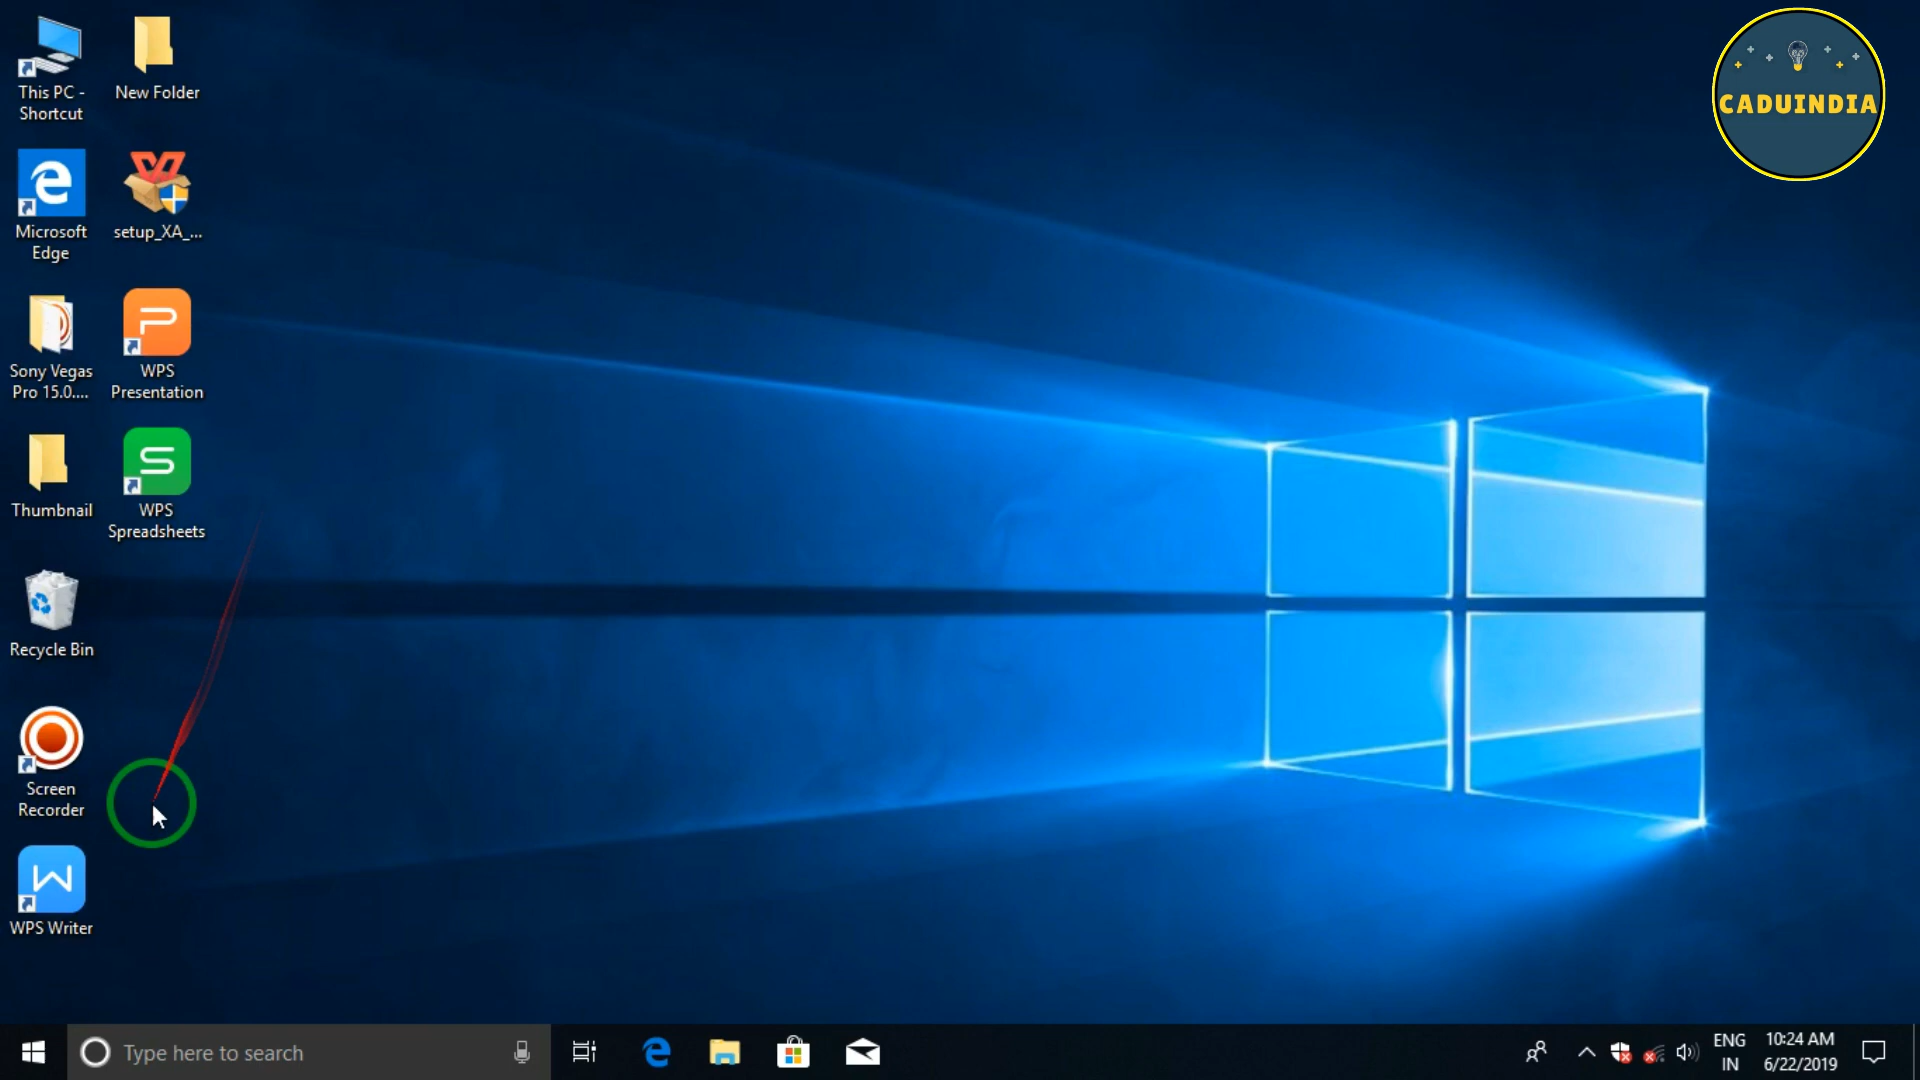 This PC -
Shortcut
New Folder
CADUINDIA
Microsoft
Edge
setup_XA_...
Sony Vegas
Pro 15.0....
WPS
Presentation
Thumbnail
WPS
Spreadsheets
Recycle Bin
Screen
Recorder
WPS Writer
Type here to search
ENG
IN
10:24 AM
6/22/2019